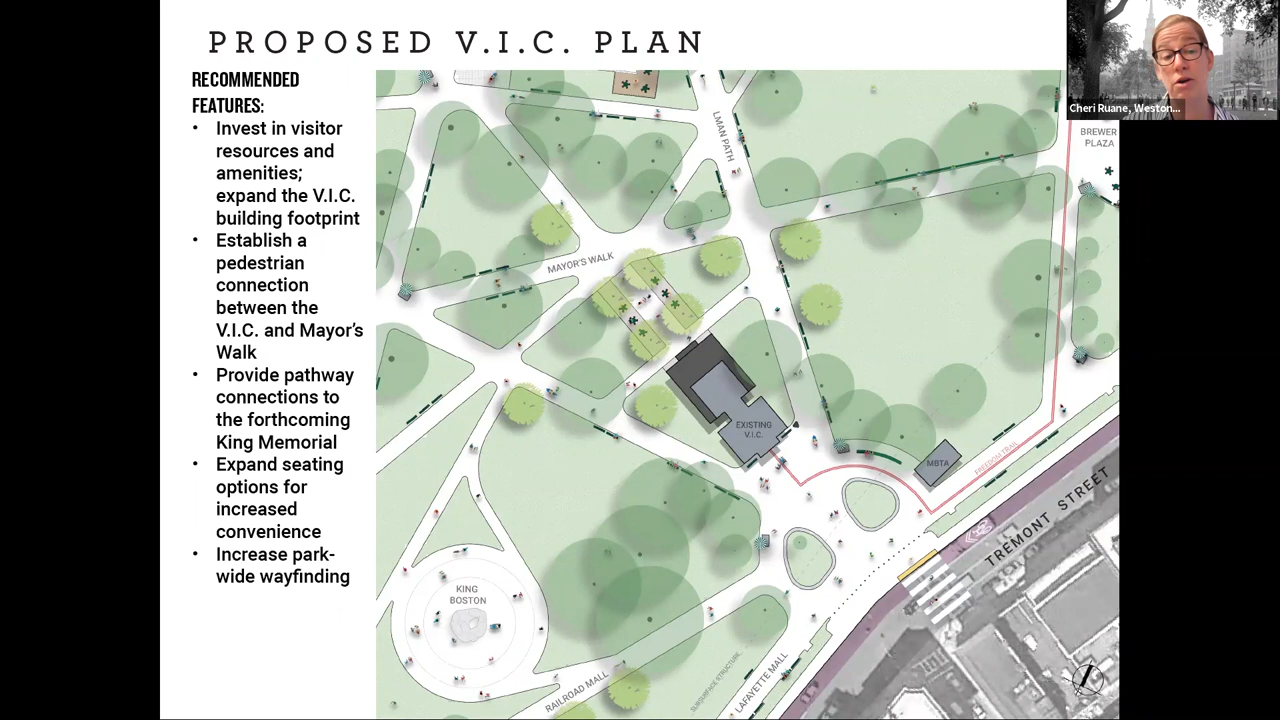 PROPOSED V.I.C. PLAN
RECOMMENDED
FEATURES:
• Invest in visitor
resources and
amenities;
expand the V.I.C.
building footprint
• Establish a
pedestrian
connection
between the
V.I.C. and Mayor's
Walk
• Provide pathway
connections to
the forthcoming
King Memorial
• Expand seating
options for
increased
convenience
• Increase park-
wide wayfinding
Cheri Ruane, Weston...
LMAN PATH
BREWER
PLAZA
MAYOR'S WALK
EXISTING
V.I.C.
MBTA
FREEDOM TRAIL
TREMONT STREET
KING
BOSTON
RAILROAD MALL
SUBSURFACE STRUCTURE
LAFAYETTE MALL